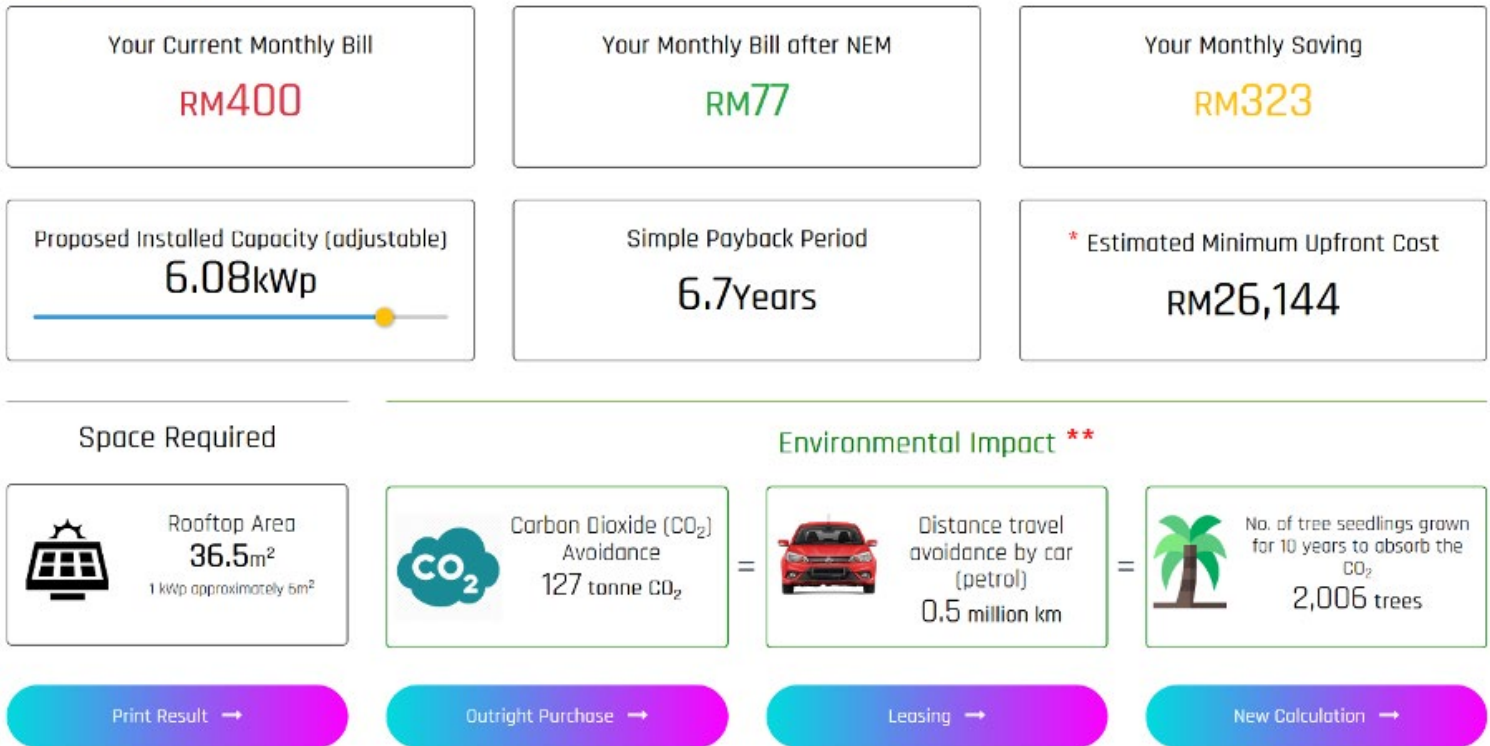 Your Current Monthly Bill
RM400
Your Monthly Bill after NEM
RM77
Your Monthly Saving
RM323
Proposed Installed Capacity (adjustable)
6.08kWp
Simple Payback Period
6.7Years
* Estimated Minimum Upfront Cost
RM26,144
Space Required
Environmental Impact **
Rooftop Area
36.5m²
1 kWp approximately 6m²
CO₂
Carbon Dioxide (CO₂)
Avoidance
127 tonne CO₂
=
Distance travel
avoidance by car
(petrol)
0.5 million km
=
No. of tree seedlings grown
for 10 years to absorb the
CO₂
2,006 trees
Print Result →
Outright Purchase →
Leasing →
New Calculation →